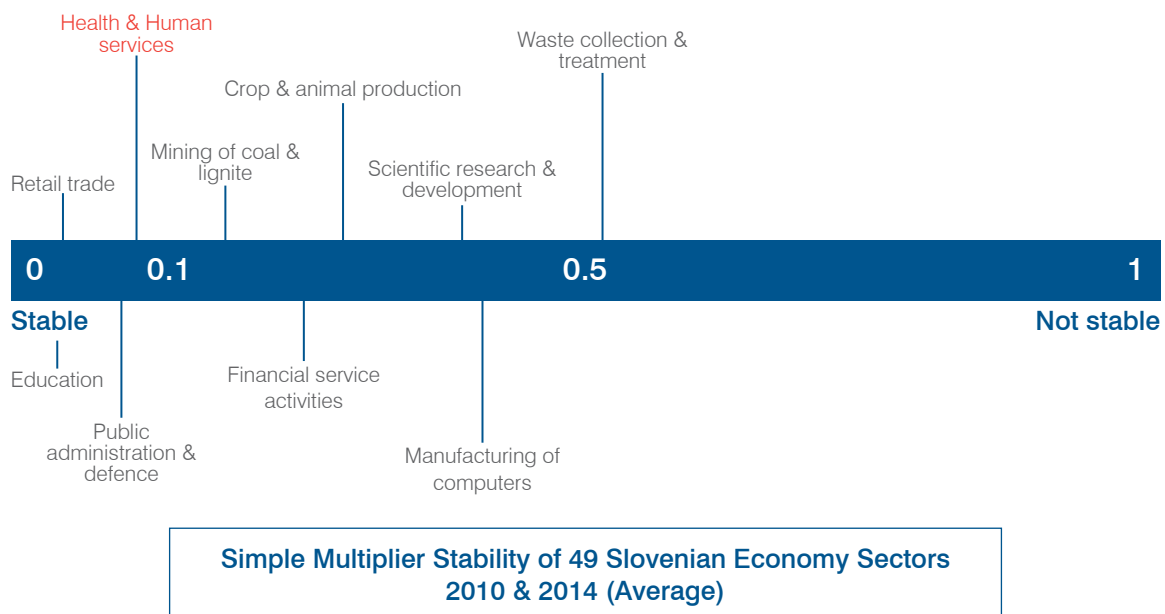 Health & Human
services
Waste collection &
treatment
Crop & animal production
Mining of coal &
lignite
Scientific research &
development
Retail trade
0 0.1 0.5 1
Stable Not stable
Education
Financial service
activities
Public
administration &
defence
Manufacturing of
computers
Simple Multiplier Stability of 49 Slovenian Economy Sectors
2010 & 2014 (Average)